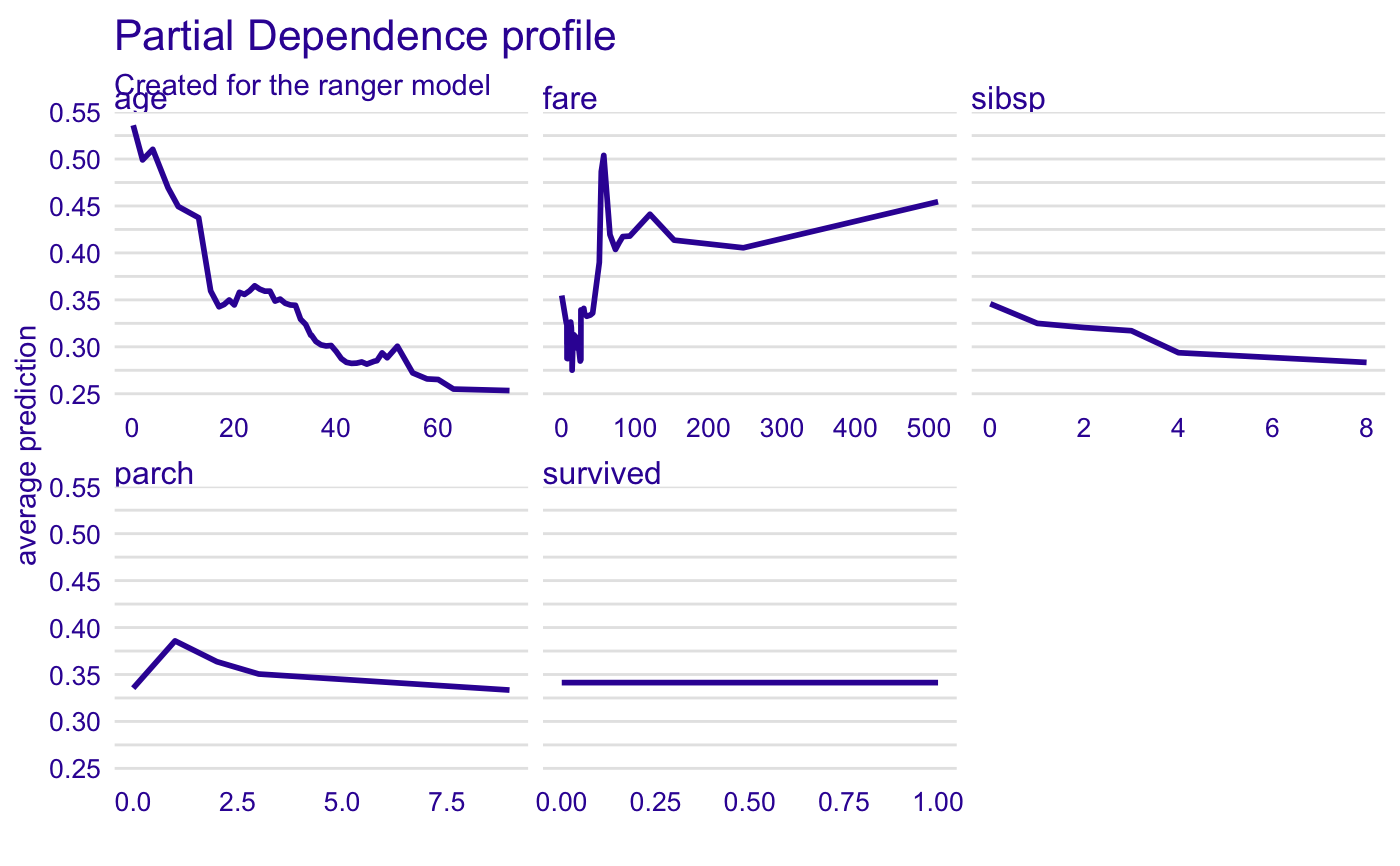 Partial Dependence profile
Created for the ranger model
age
fare
sibsp
0.55
0.50
0.45
0.40
0.35
0.30
0.25
0 20 40 60
0 100 200 300 400 500
0 2 4 6 8
average prediction
parch
survived
0.55
0.50
0.45
0.40
0.35
0.30
0.25
0.0 2.5 5.0 7.5
0.00 0.25 0.50 0.75 1.00